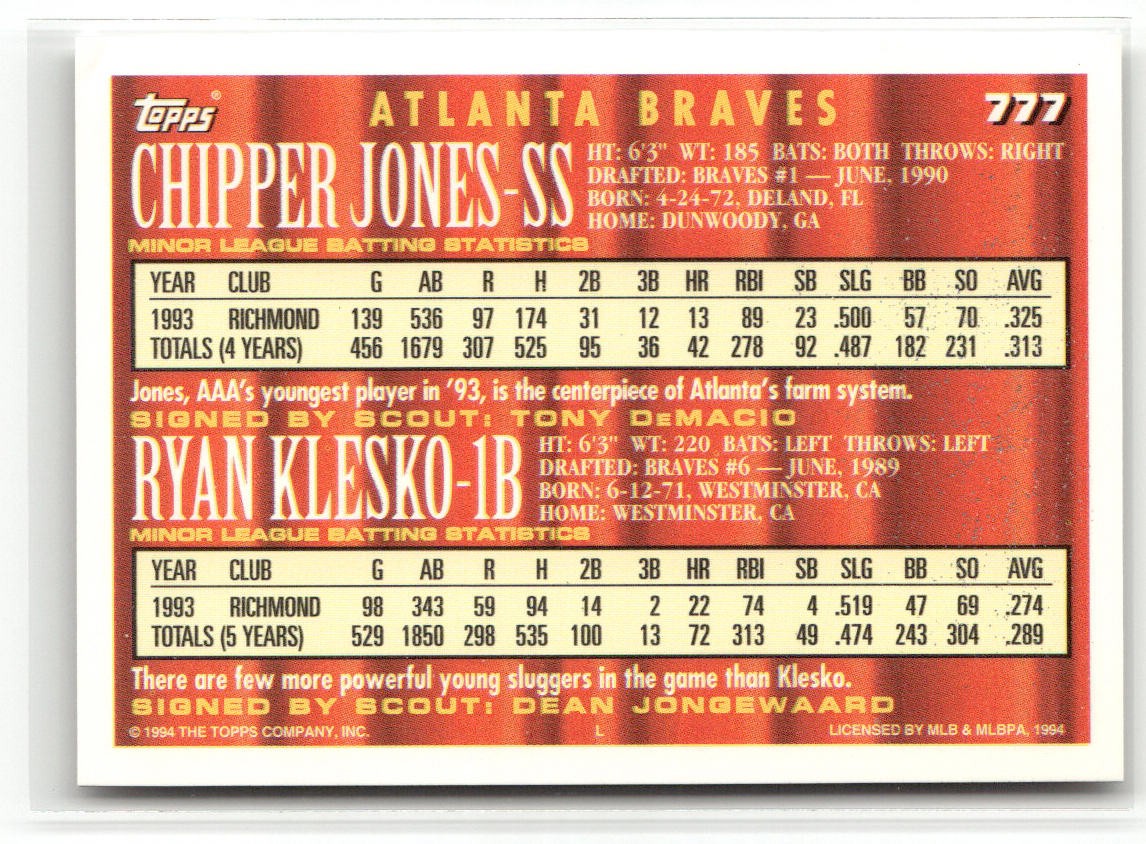 topps® ATLANTA BRAVES 777
CHIPPER JONES-SS
HT: 6'3" WT: 185 BATS: BOTH THROWS: RIGHT
DRAFTED: BRAVES #1 — JUNE, 1990
BORN: 4-24-72, DELAND, FL
HOME: DUNWOODY, GA
MINOR LEAGUE BATTING STATISTICS
YEAR CLUB G AB R H 2B 3B HR RBI SB SLG BB SO AVG
1993 RICHMOND 139 536 97 174 31 12 13 89 23 .500 57 70 .325
TOTALS (4 YEARS) 456 1679 307 525 95 36 42 278 92 .487 182 231 .313
Jones, AAA's youngest player in '93, is the centerpiece of Atlanta's farm system.
SIGNED BY SCOUT: TONY DeMACIO
RYAN KLESKO-1B
HT: 6'3" WT: 220 BATS: LEFT THROWS: LEFT
DRAFTED: BRAVES #6 — JUNE, 1989
BORN: 6-12-71, WESTMINSTER, CA
HOME: WESTMINSTER, CA
MINOR LEAGUE BATTING STATISTICS
YEAR CLUB G AB R H 2B 3B HR RBI SB SLG BB SO AVG
1993 RICHMOND 98 343 59 94 14 2 22 74 4 .519 47 69 .274
TOTALS (5 YEARS) 529 1850 298 535 100 13 72 313 49 .474 243 304 .289
There are few more powerful young sluggers in the game than Klesko.
SIGNED BY SCOUT: DEAN JONGEWAARD
© 1994 THE TOPPS COMPANY, INC. L LICENSED BY MLB & MLBPA, 1994